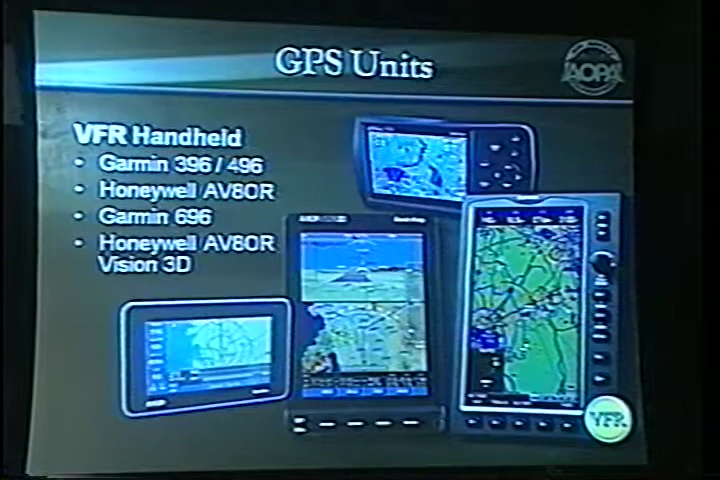 GPS Units
AOPA
VFR Handheld
• Garmin 396 / 496
• Honeywell AV8OR
• Garmin 696
• Honeywell AV8OR
Vision 3D
VFR